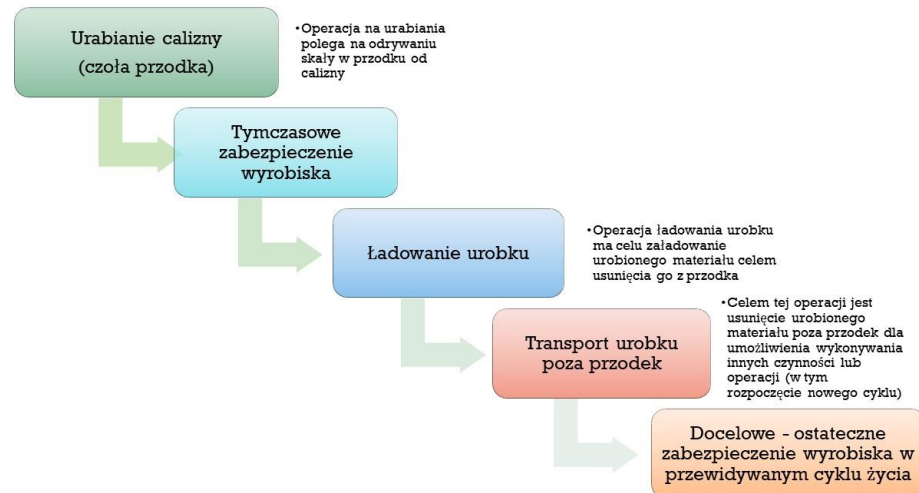 Urabianie calizny
(czoła przodka)
•Operacja na urabiania
polega na odrywaniu
skały w przodku od
calizny
Tymczasowe
zabezpieczenie
wyrobiska
Ładowanie urobku
•Operacja ładowania urobku
ma celu załadowanie
urobionego materiału celem
usunięcia go z przodka
Transport urobku
poza przodek
•Celem tej operacji jest
usunięcie urobionego
materiału poza przodek dla
umożliwienia wykonywania
innych czynności lub
operacji (w tym
rozpoczęcie nowego cyklu)
Docelowe - ostateczne
zabezpieczenie wyrobiska w
przewidywanym cyklu życia